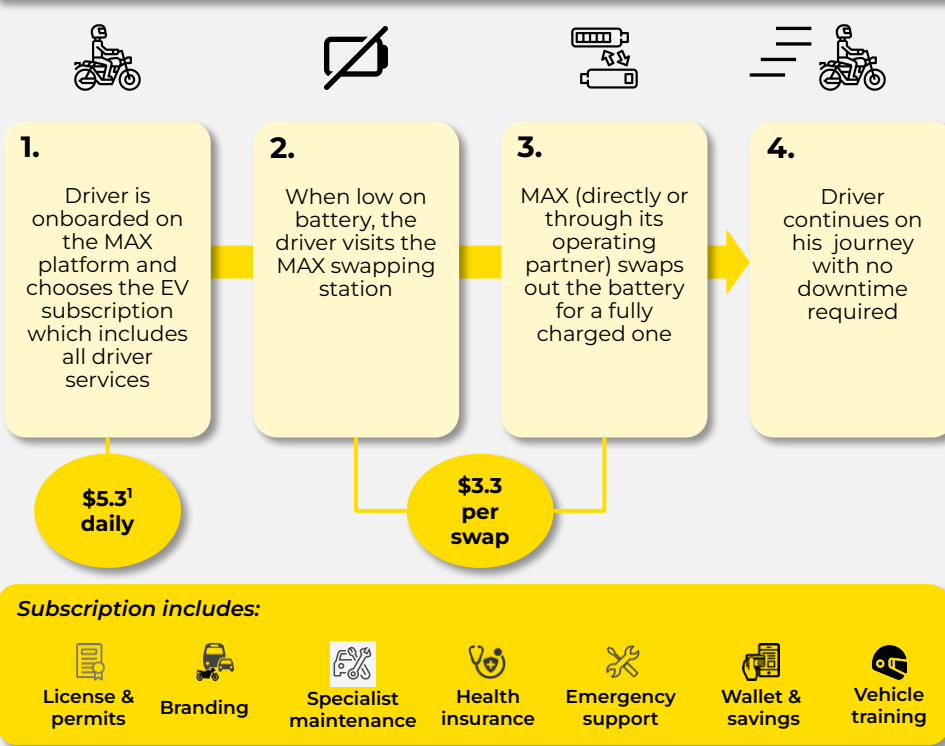 1.
Driver is
onboarded on
the MAX
platform and
chooses the EV
subscription
which includes
all driver
services
2.
When low on
battery, the
driver visits the
MAX swapping
station
3.
MAX (directly or
through its
operating
partner) swaps
out the battery
for a fully
charged one
4.
Driver
continues on
his journey
with no
downtime
required
$5.3¹
daily
$3.3
per
swap
Subscription includes:
License &
permits
Branding
Specialist
maintenance
Health
insurance
Emergency
support
Wallet &
savings
Vehicle
training